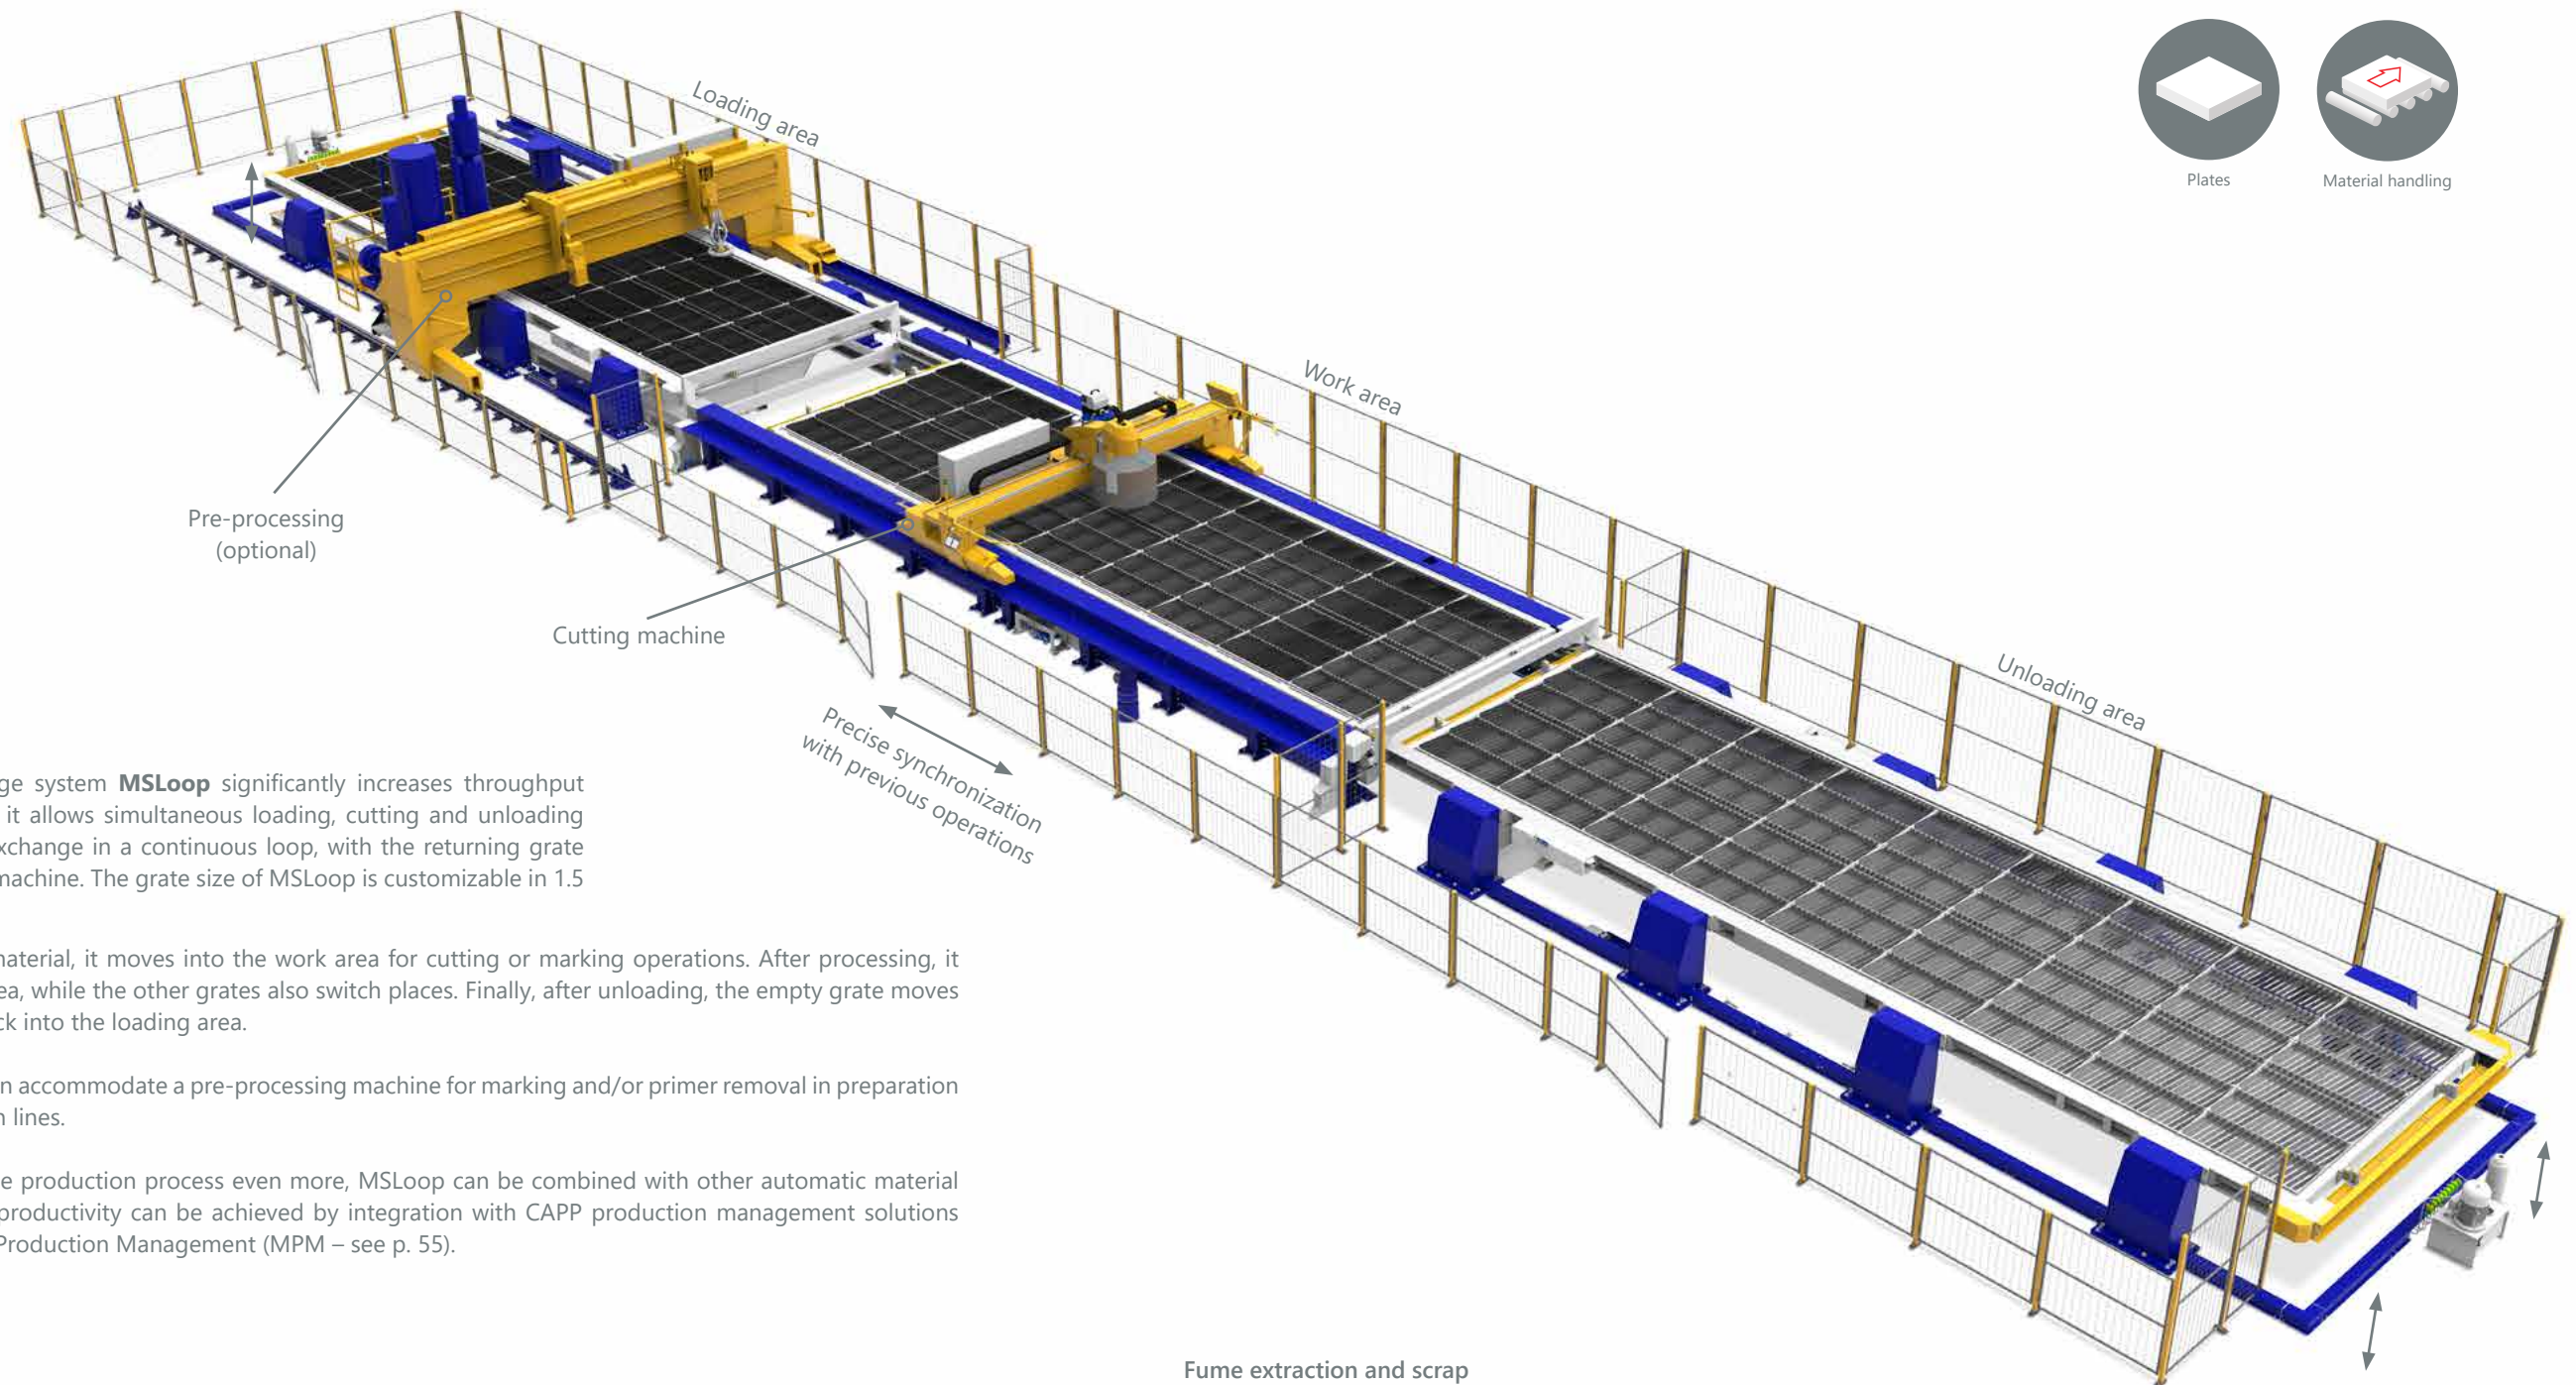 Plates
Material handling
Loading area
Work area
Unloading area
Pre-processing
(optional)
Cutting machine
Precise synchronization
with previous operations
ge system MSLoop significantly increases throughput
it allows simultaneous loading, cutting and unloading
xchange in a continuous loop, with the returning grate
machine. The grate size of MSLoop is customizable in 1.5
material, it moves into the work area for cutting or marking operations. After processing, it
ea, while the other grates also switch places. Finally, after unloading, the empty grate moves
ck into the loading area.
n accommodate a pre-processing machine for marking and/or primer removal in preparation
n lines.
e production process even more, MSLoop can be combined with other automatic material
productivity can be achieved by integration with CAPP production management solutions
Production Management (MPM – see p. 55).
Fume extraction and scrap